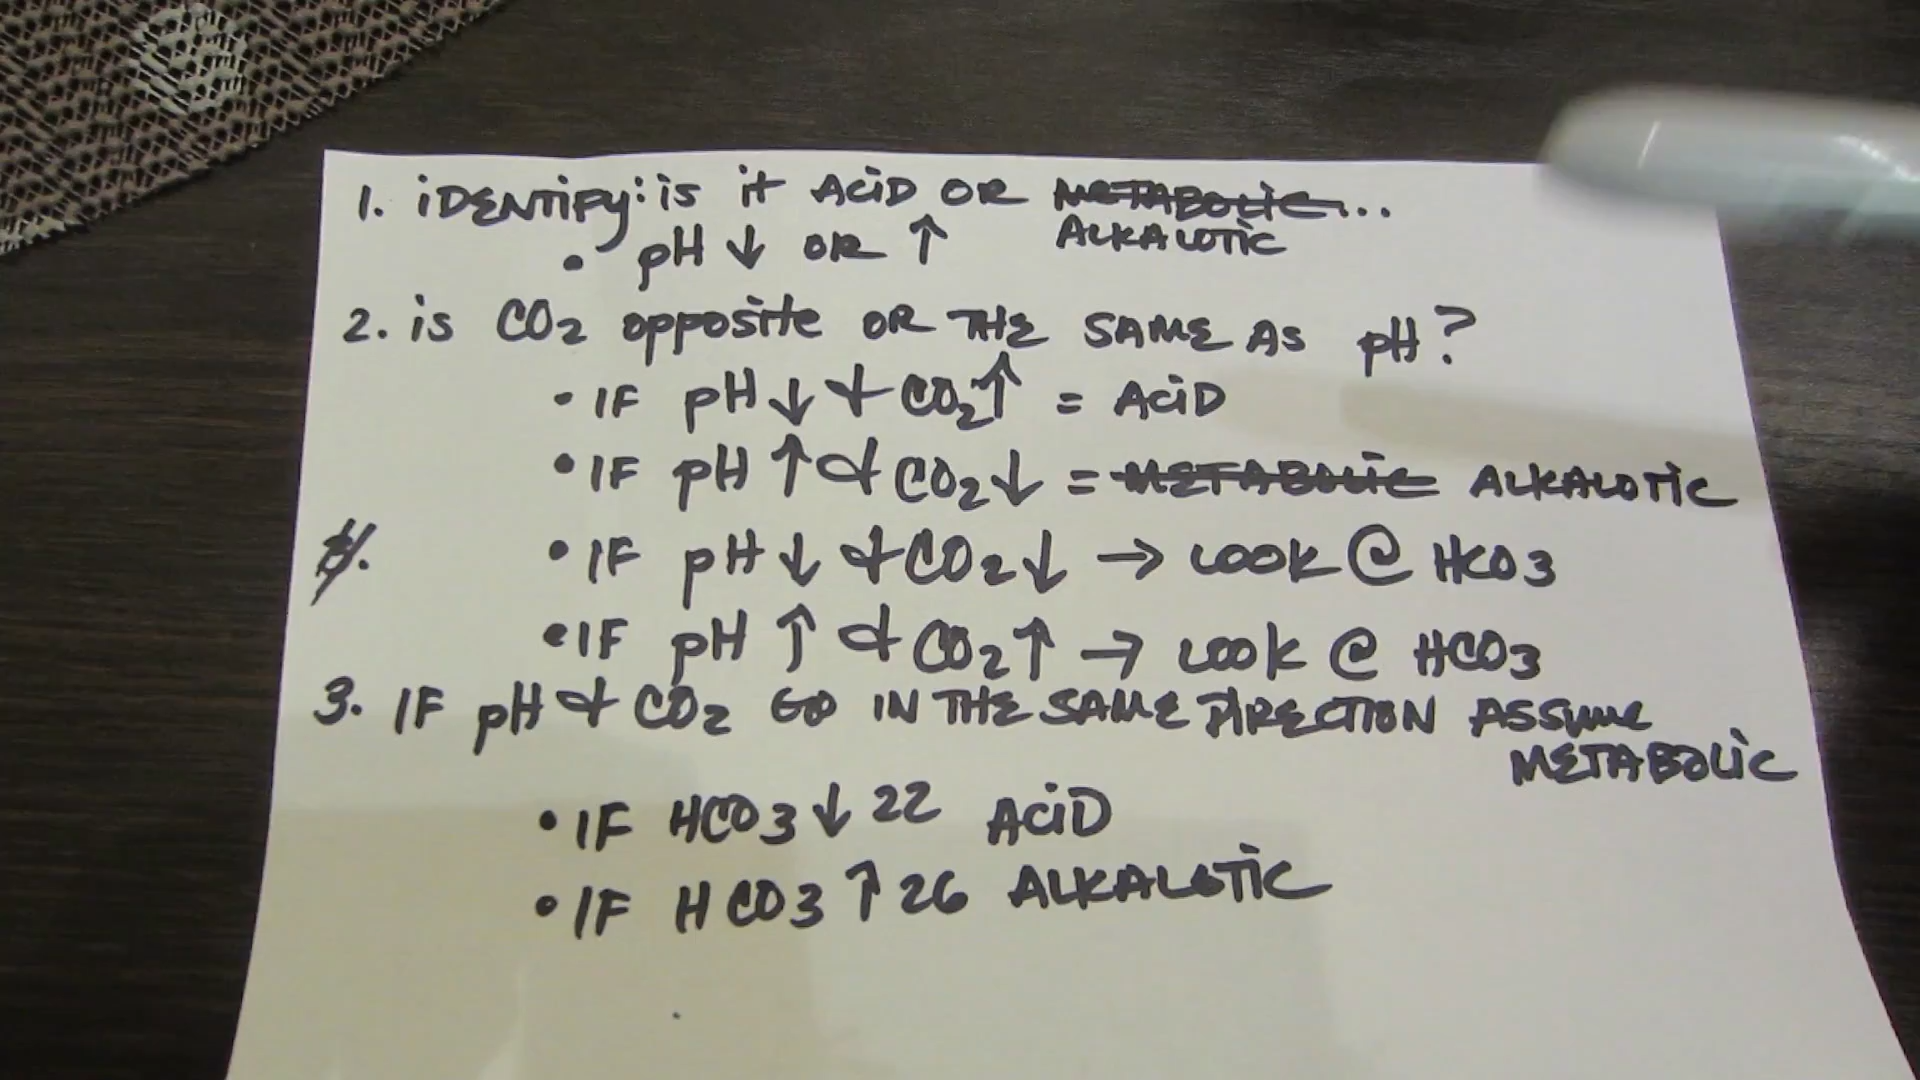 1. iDENTiFy: is it ACiD OR METABOLiC...
ALKALOTiC
• pH ↓ OR ↑
2. is CO2 opposite OR THE SAME AS pH?
• IF pH ↓ + CO2 ↑ = ACiD
• IF pH ↑ + CO2 ↓ = METABOLiC ALKALOTiC
• IF pH ↓ + CO2 ↓ → LOOK @ HCO3
• IF pH ↑ + CO2 ↑ → LOOK @ HCO3
3. IF pH + CO2 GO IN THE SAME DIRECTION ASSUME
METABOLiC
• IF HCO3 ↓ 22 ACiD
• IF HCO3 ↑ 26 ALKALOTiC